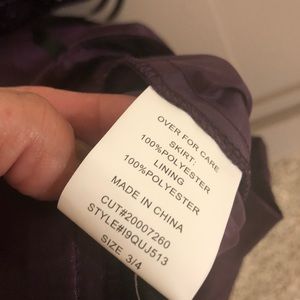 OVER FOR CARE
SKIRT:
100%POLYESTER
LINING
100%POLYESTER
MADE IN CHINA
CUT#20007260
STYLE#I9QUJ513
SIZE 3/4